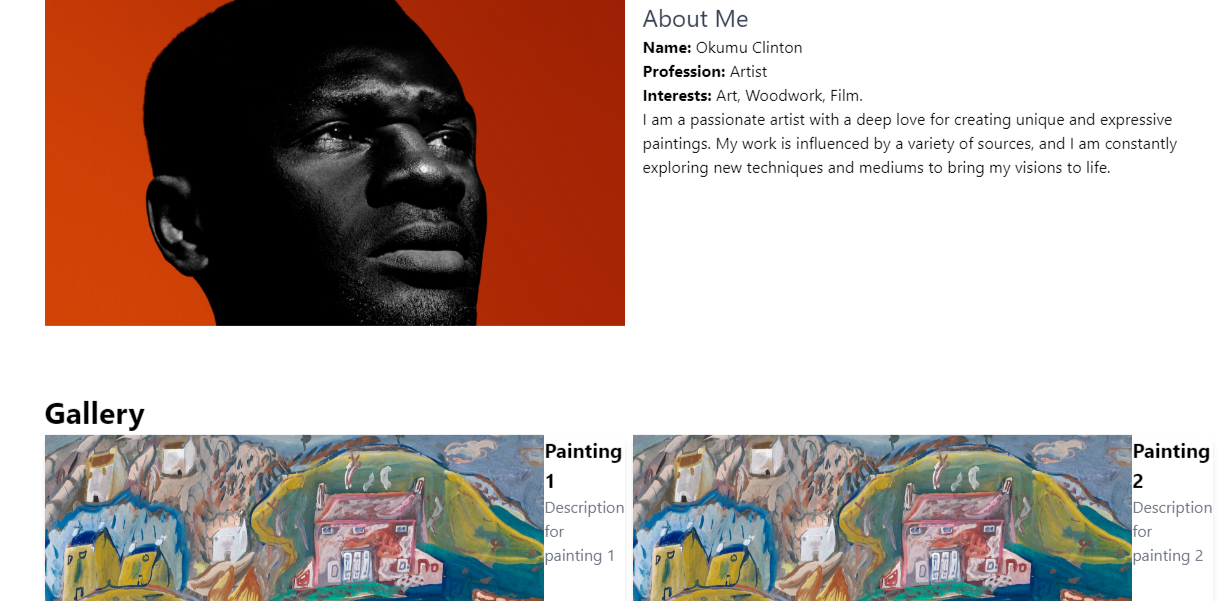 About Me
Name: Okumu Clinton
Profession: Artist
Interests: Art, Woodwork, Film.
I am a passionate artist with a deep love for creating unique and expressive
paintings. My work is influenced by a variety of sources, and I am constantly
exploring new techniques and mediums to bring my visions to life.
Gallery
Painting
1
Description
for
painting 1
Painting
2
Description
for
painting 2